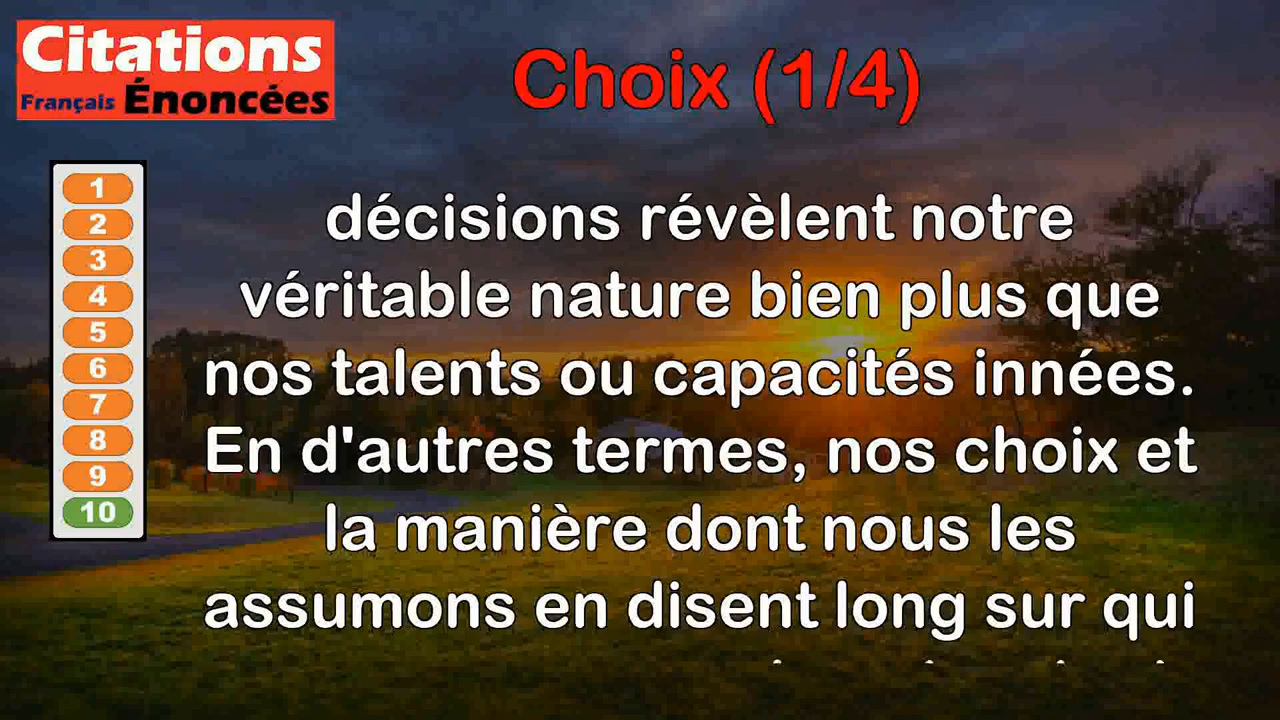 Citations
Français Énoncées
Choix (1/4)
1
2
3
4
5
6
7
8
9
10
décisions révèlent notre
véritable nature bien plus que
nos talents ou capacités innées.
En d'autres termes, nos choix et
la manière dont nous les
assumons en disent long sur qui